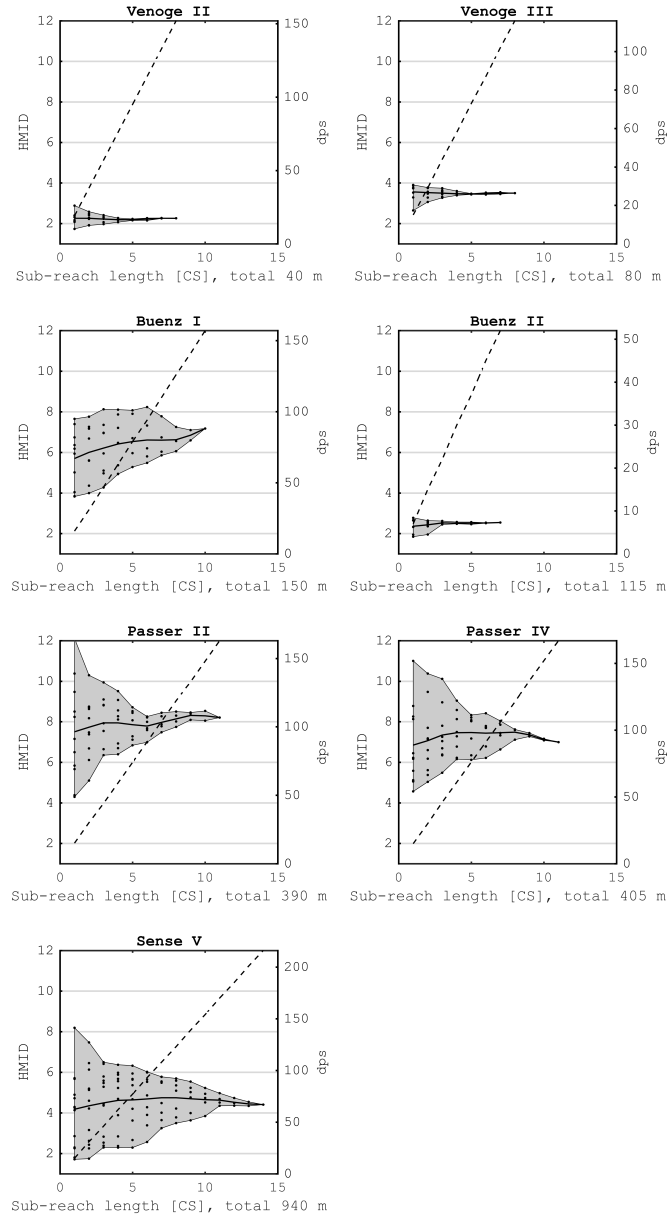 Venoge II
12
10
8
6
4
2
HMID
150
100
50
0
dps
0 5 10 15
Sub-reach length [CS], total 40 m
Venoge III
12
10
8
6
4
2
HMID
100
80
60
40
20
0
dps
0 5 10 15
Sub-reach length [CS], total 80 m
Buenz I
12
10
8
6
4
2
HMID
150
100
50
0
dps
0 5 10 15
Sub-reach length [CS], total 150 m
Buenz II
12
10
8
6
4
2
HMID
50
40
30
20
10
0
dps
0 5 10 15
Sub-reach length [CS], total 115 m
Passer II
12
10
8
6
4
2
HMID
150
100
50
0
dps
0 5 10 15
Sub-reach length [CS], total 390 m
Passer IV
12
10
8
6
4
2
HMID
150
100
50
0
dps
0 5 10 15
Sub-reach length [CS], total 405 m
Sense V
12
10
8
6
4
2
HMID
200
150
100
50
0
dps
0 5 10 15
Sub-reach length [CS], total 940 m